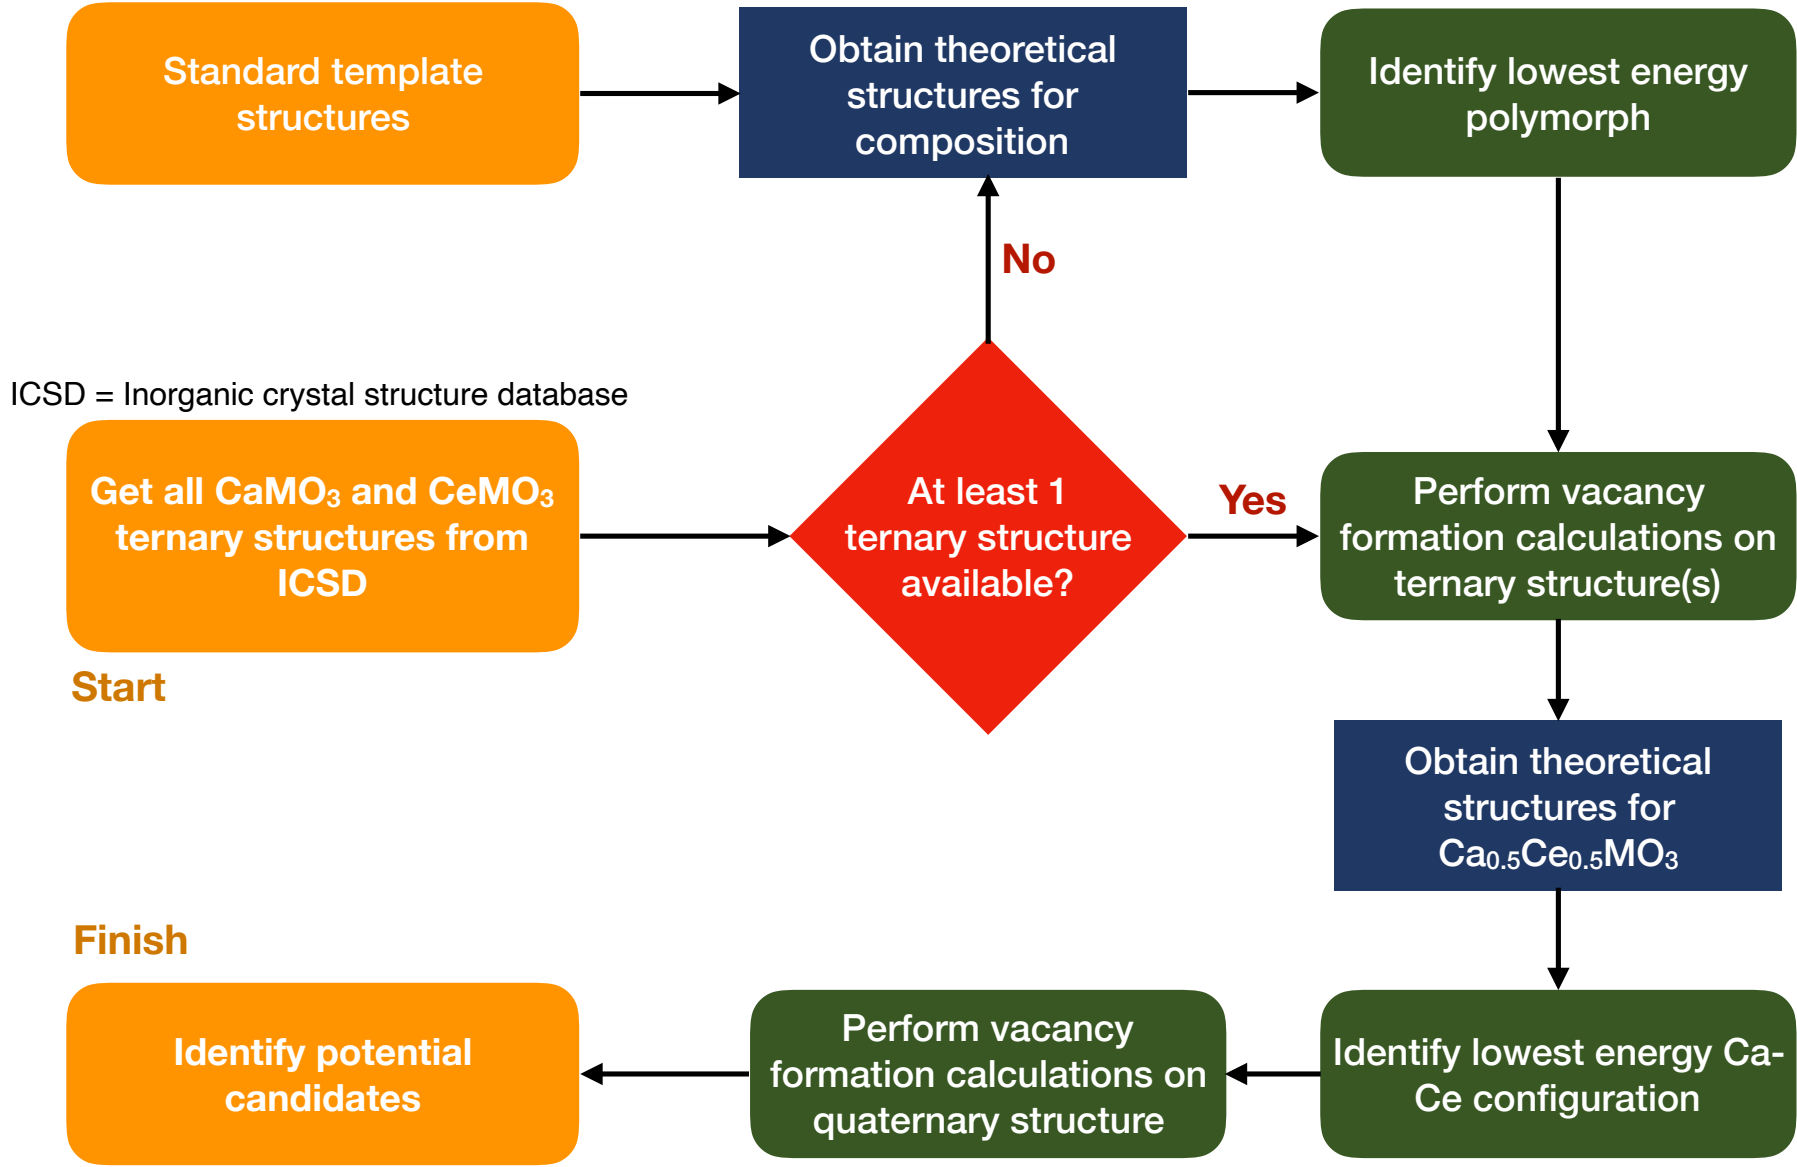 Standard template
structures
Obtain theoretical
structures for
composition
Identify lowest energy
polymorph
No
ICSD = Inorganic crystal structure database
Get all CaMO₃ and CeMO₃
ternary structures from
ICSD
Start
At least 1
ternary structure
available?
Yes
Perform vacancy
formation calculations on
ternary structure(s)
Obtain theoretical
structures for
Ca₀.₅Ce₀.₅MO₃
Identify lowest energy Ca-
Ce configuration
Perform vacancy
formation calculations on
quaternary structure
Finish
Identify potential
candidates